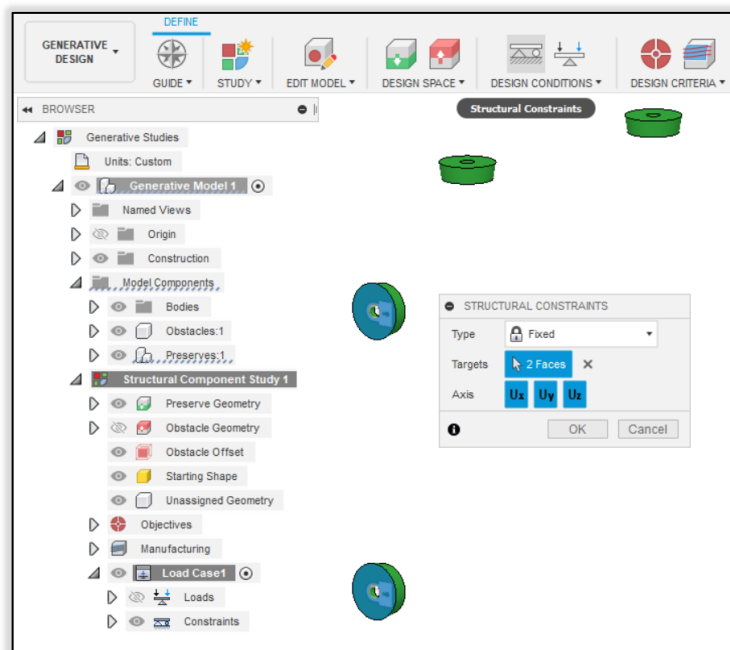 DEFINE
GENERATIVE DESIGN
GUIDE
STUDY
EDIT MODEL
DESIGN SPACE
DESIGN CONDITIONS
DESIGN CRITERIA
BROWSER
Structural Constraints
Generative Studies
Units: Custom
Generative Model 1
Named Views
Origin
Construction
Model Components
Bodies
Obstacles:1
Preserves:1
Structural Component Study 1
Preserve Geometry
Obstacle Geometry
Obstacle Offset
Starting Shape
Unassigned Geometry
Objectives
Manufacturing
Load Case1
Loads
Constraints
STRUCTURAL CONSTRAINTS
Type Fixed
Targets 2 Faces
Axis Ux Uy Uz
OK Cancel